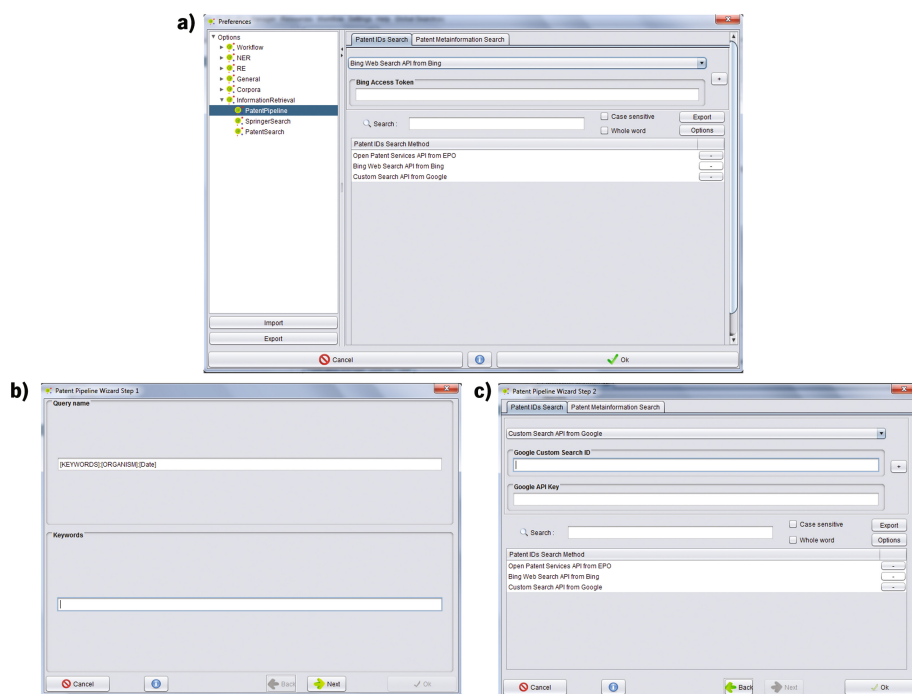 a)
Preferences
Options
Workflow
NER
RE
General
Corpora
InformationRetrieval
PatentPipeline
SpringerSearch
PatentSearch
Import
Export
Patent IDs Search Patent Metainformation Search
Bing Web Search API from Bing
Bing Access Token
+
Search : Case sensitive Export
Whole word Options
Patent IDs Search Method
Open Patent Services API from EPO -
Bing Web Search API from Bing -
Custom Search API from Google -
Cancel Ok
b)
Patent Pipeline Wizard Step 1
Query name
[KEYWORDS]:[ORGANISM]:[Date]
Keywords
Cancel Back Next Ok
c)
Patent Pipeline Wizard Step 2
Patent IDs Search Patent Metainformation Search
Custom Search API from Google
Google Custom Search ID
+
Google API Key
Search : Case sensitive Export
Whole word Options
Patent IDs Search Method
Open Patent Services API from EPO -
Bing Web Search API from Bing -
Custom Search API from Google -
Cancel Back Next Ok